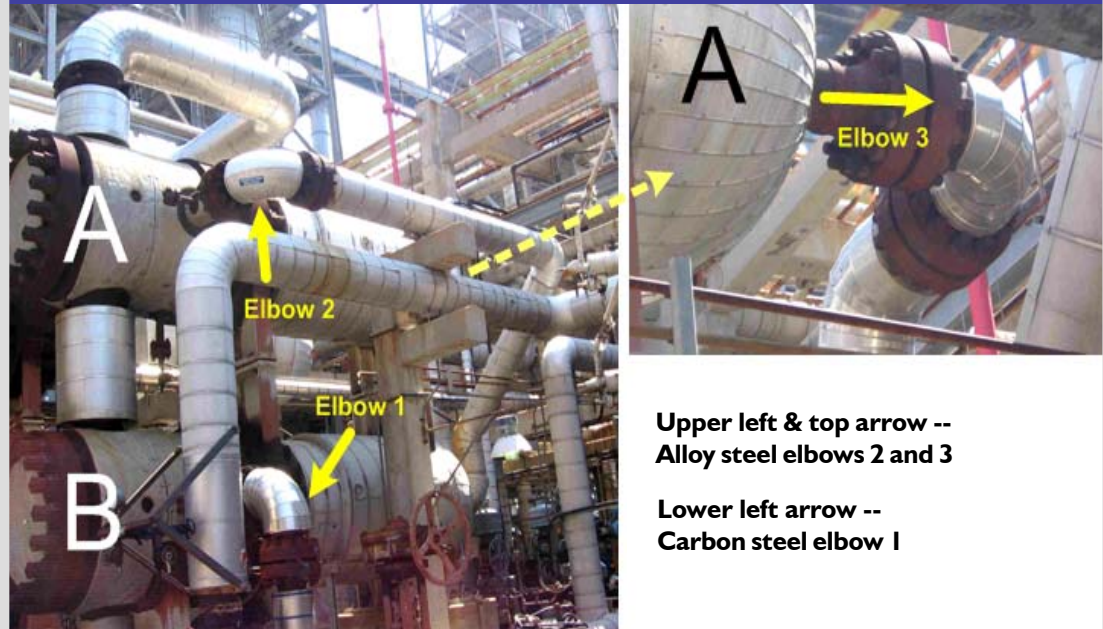 A
Elbow 2
Elbow 1
B
A
Elbow 3
Upper left & top arrow --
Alloy steel elbows 2 and 3
Lower left arrow --
Carbon steel elbow 1